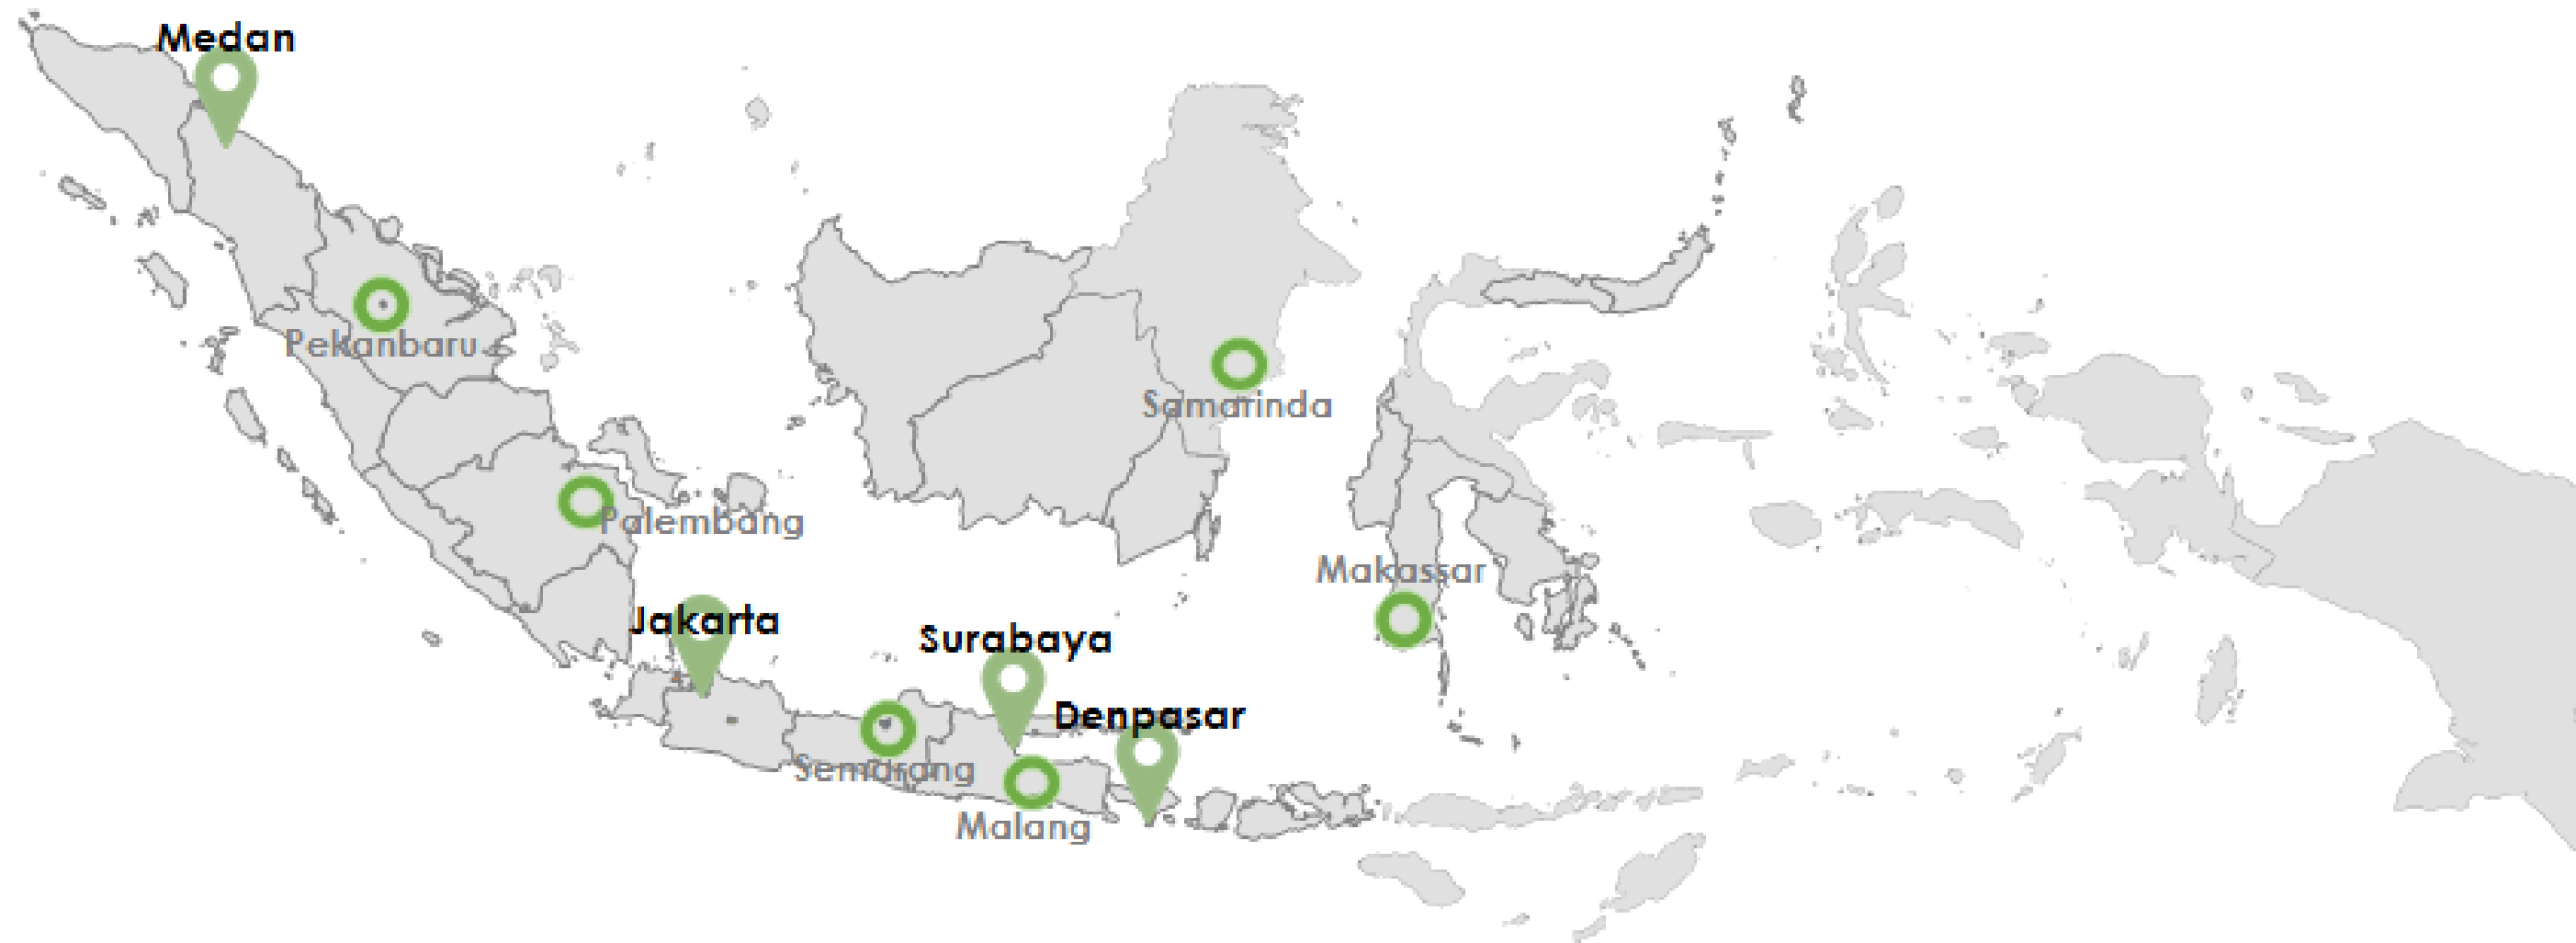 Medan
Pekanbaru
Samarinda
Palembang
Makassar
Jakarta
Surabaya
Denpasar
Semarang
Malang